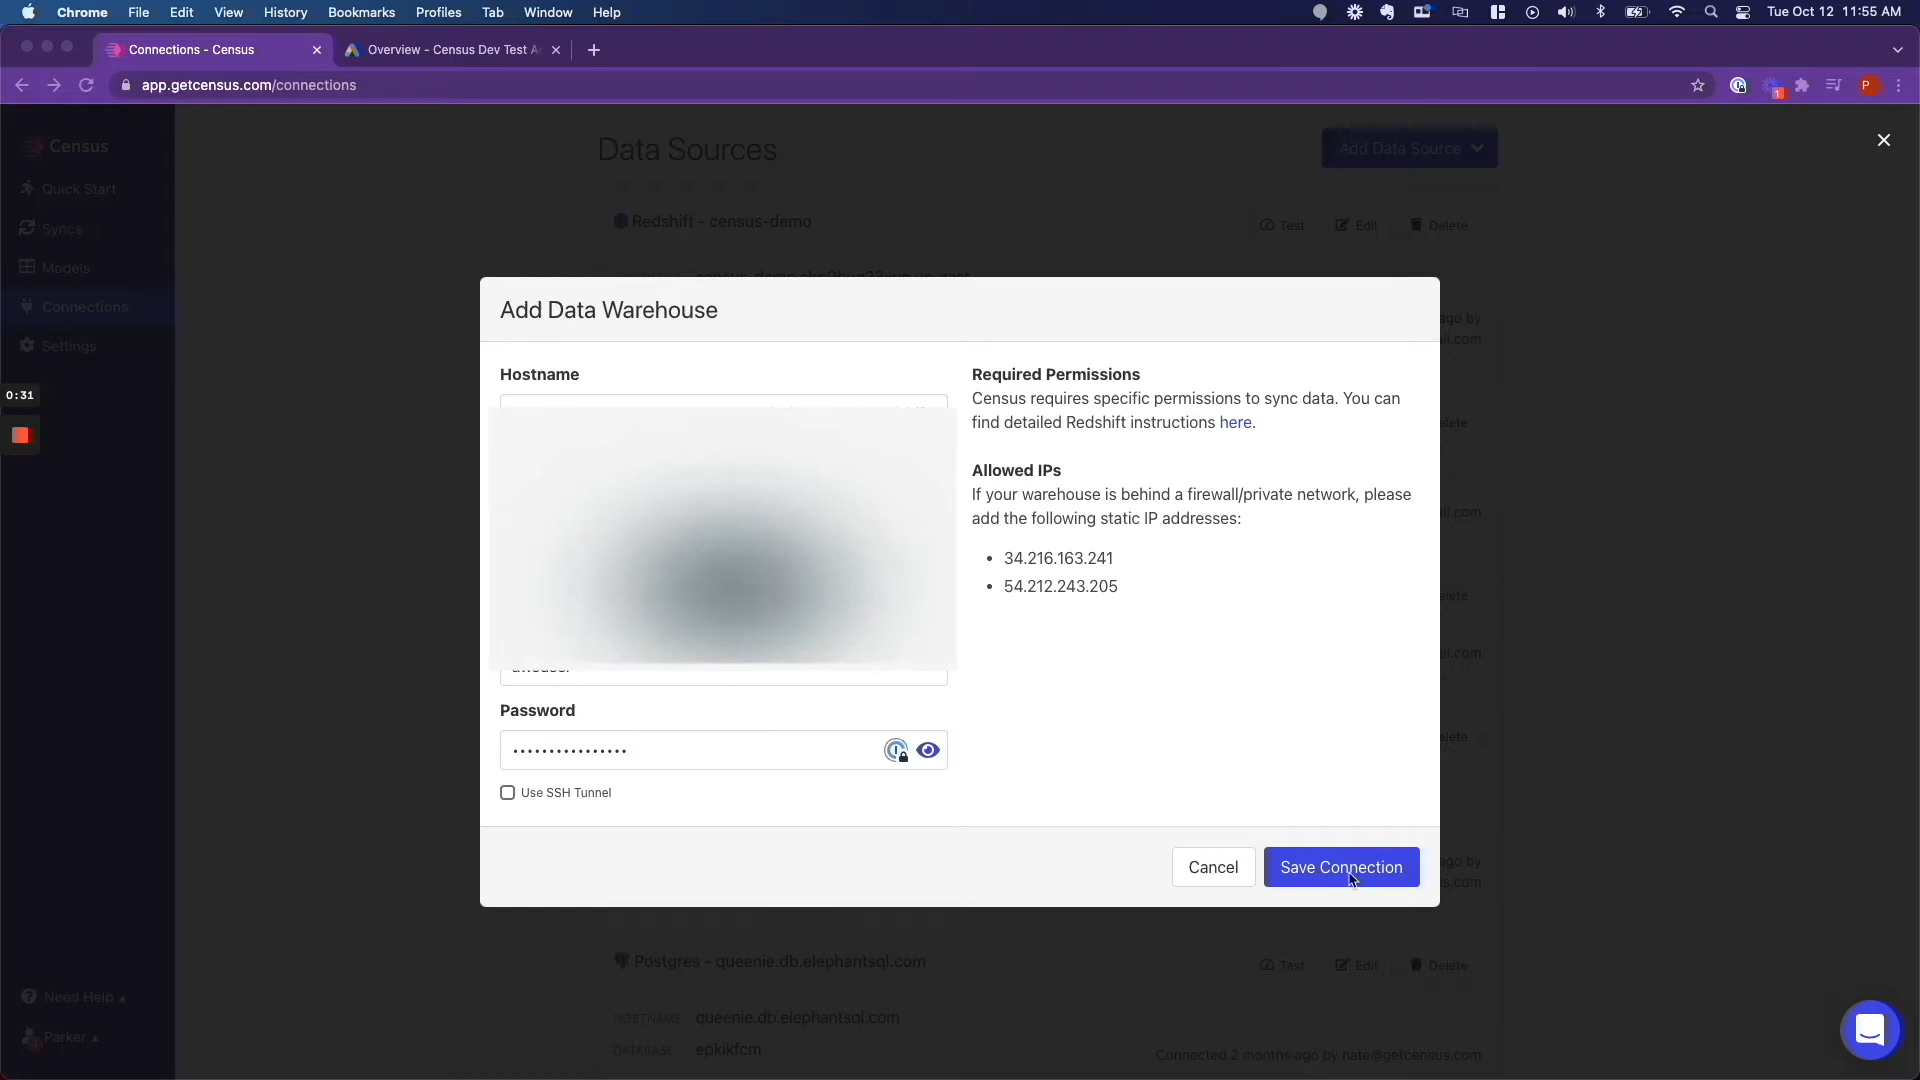 Chrome File Edit View History Bookmarks Profiles Tab Window Help Tue Oct 12 11:55 AM
Connections - Census Overview - Census Dev Test A
app.getcensus.com/connections
1 P
Census
Data Sources
Add Data Source
Quick Start
Redshift - census-demo
Test Edit Delete
Syncs
Models
Connections
Settings
0:31
Add Data Warehouse
Hostname
Password
••••••••••••••••
Use SSH Tunnel
Required Permissions
Census requires specific permissions to sync data. You can
find detailed Redshift instructions here.
Allowed IPs
If your warehouse is behind a firewall/private network, please
add the following static IP addresses:
• 34.216.163.241
• 54.212.243.205
Cancel Save Connection
ago by
Postgres - queenie.db.elephantsql.com
Test Edit Delete
HOSTNAME queenie.db.elephantsql.com
DATABASE epkikfcm
Connected 2 months ago by nate@getcensus.com
Need Help
Parker